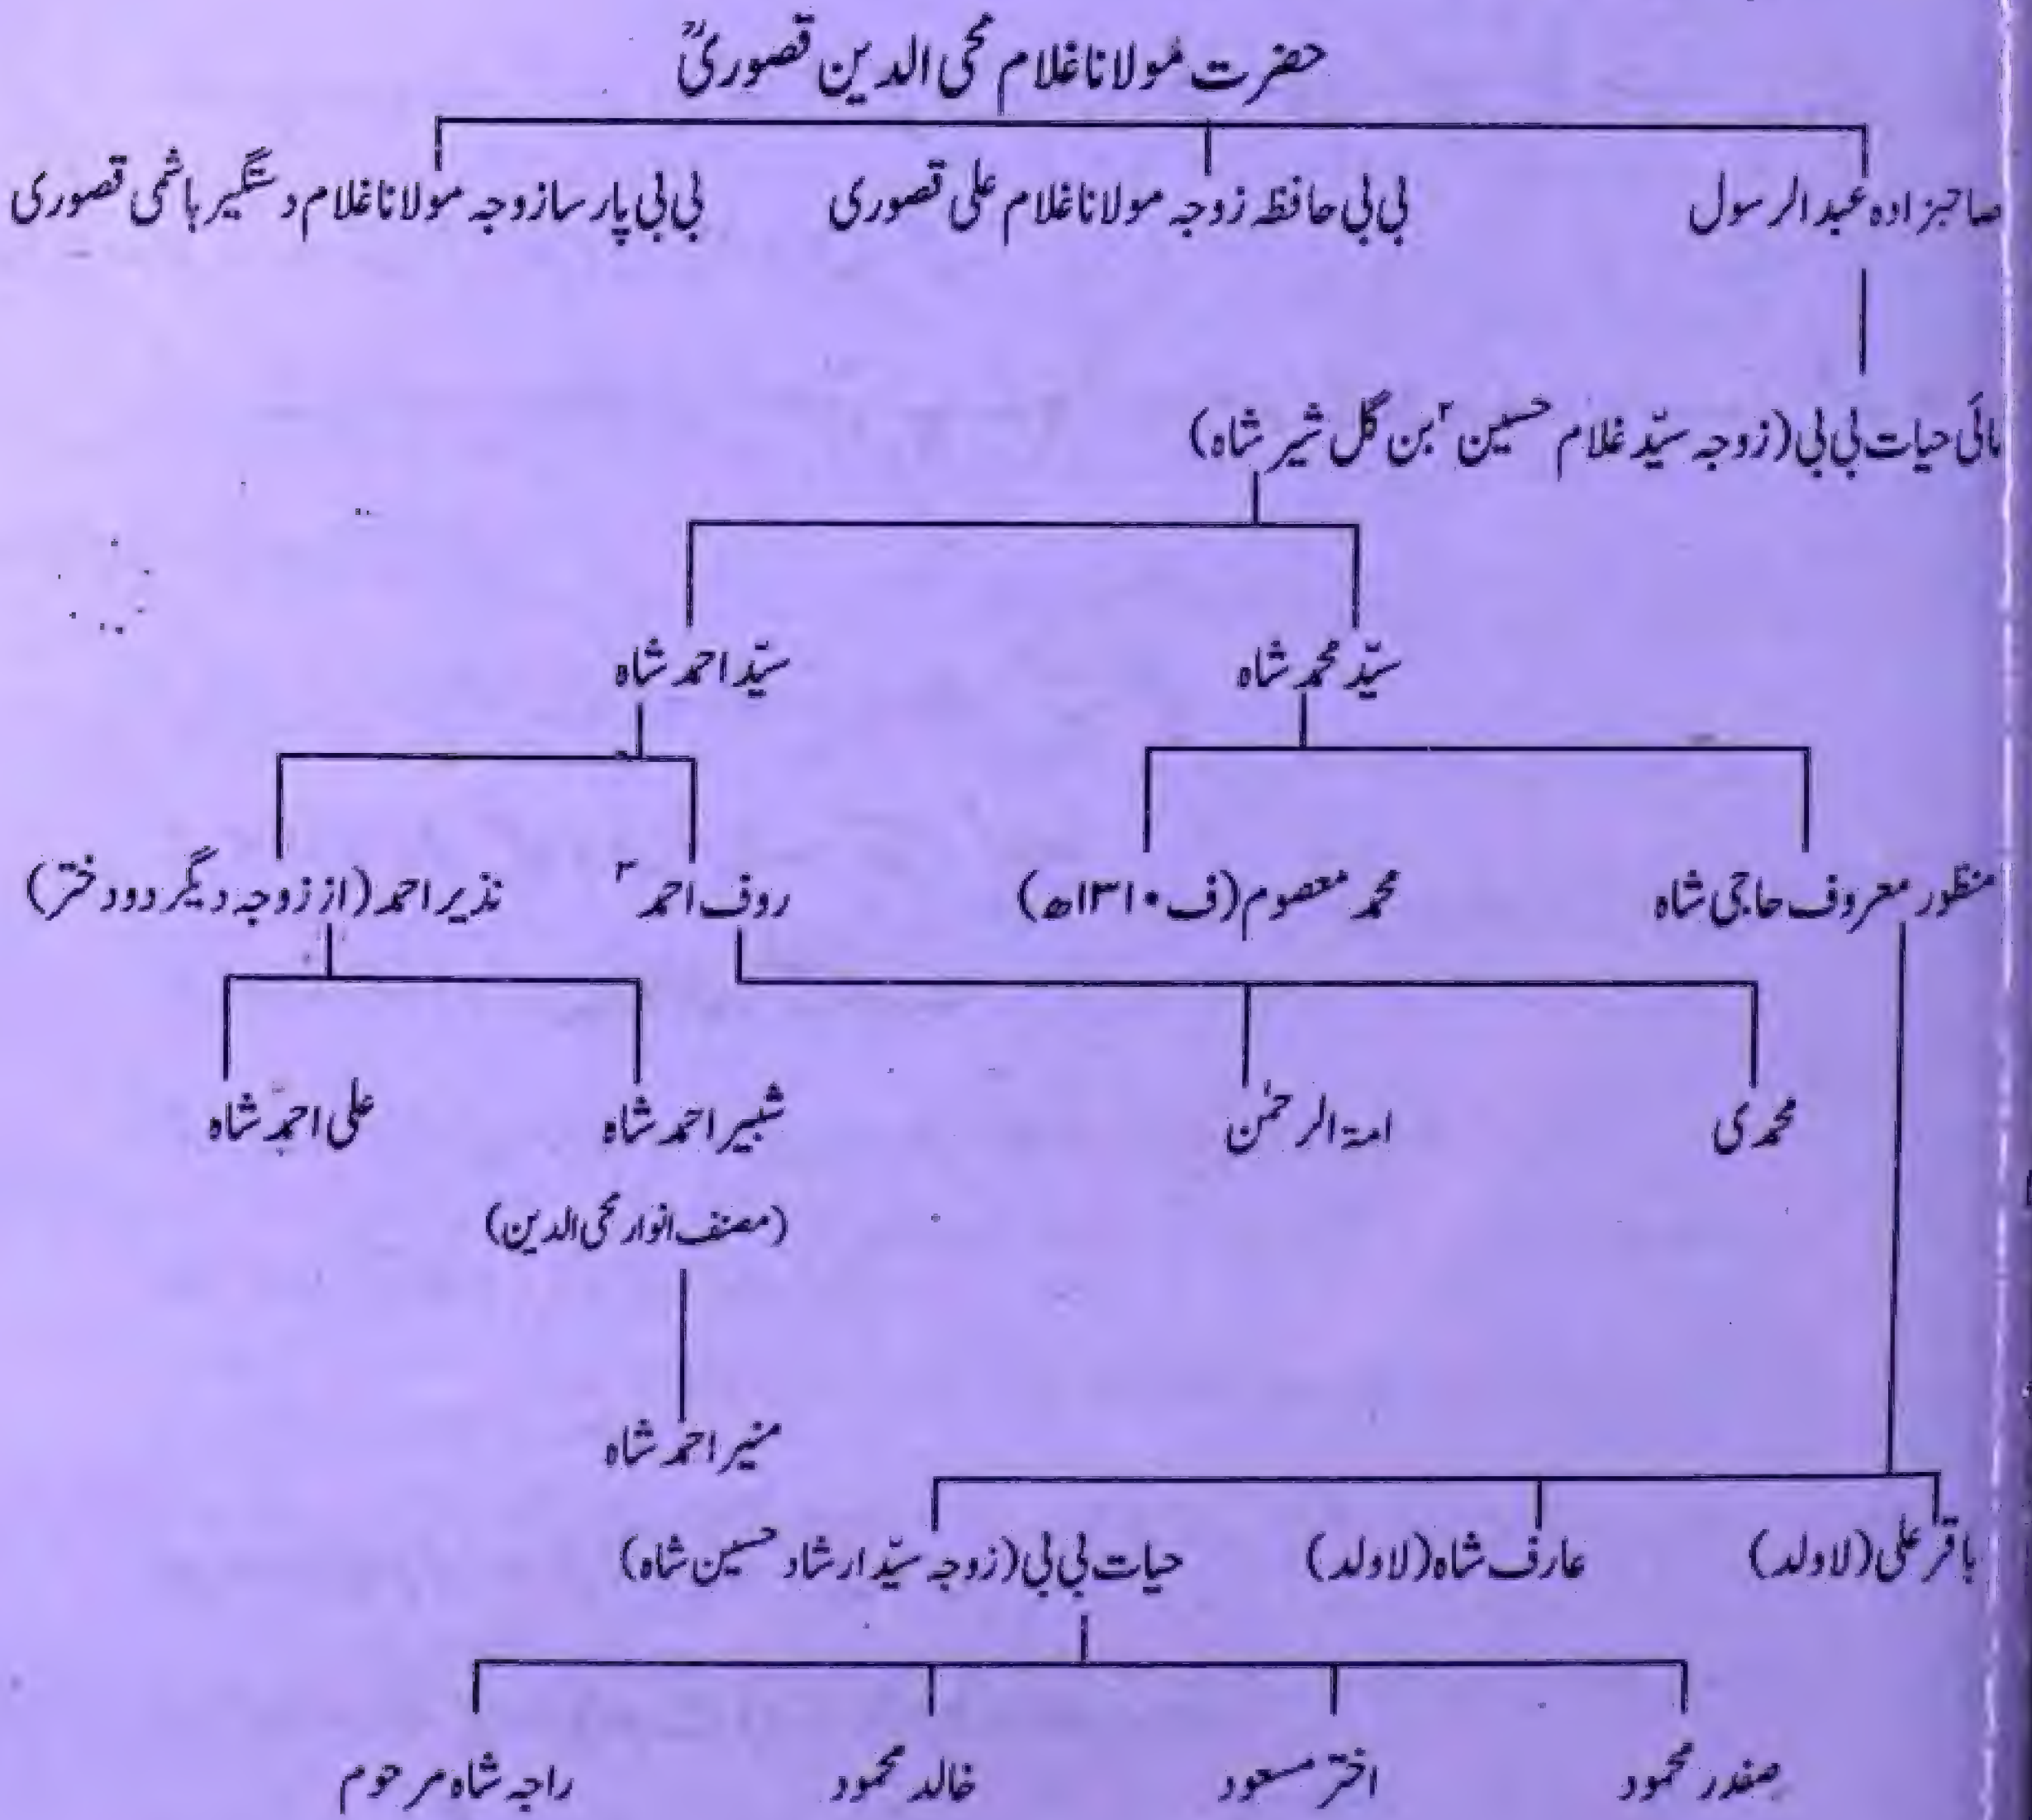 حضرت مولانا غلام محی الدین قصوریؒ
صاحبزادہ عبد الرسول بی بی حافظہ زوجہ مولانا غلام علی قصوری بی بی پارسا زوجہ مولانا غلام دستگیر ہاشمی قصوری
مائی حیات بی بی (زوجہ سیّد غلام حسین ۲ بن گل شیر شاہ)
سیّد محمد شاہ سیّد احمد شاہ
منظور معروف حاجی شاہ محمد معصوم (ف ۱۳۱۰ھ) روف احمد ۳ نذیر احمد (از زوجہ دیگر دو دختر)
محمدی امۃ الرحمٰن شبیر احمد شاہ علی احمد شاہ
(مصنف انوار محی الدین)
منیر احمد شاہ
باقر علی (لاولد) عارف شاہ (لاولد) حیات بی بی (زوجہ سیّد ارشاد حسین شاہ)
صفدر محمود اختر مسعود خالد محمود راجہ شاہ مرحوم